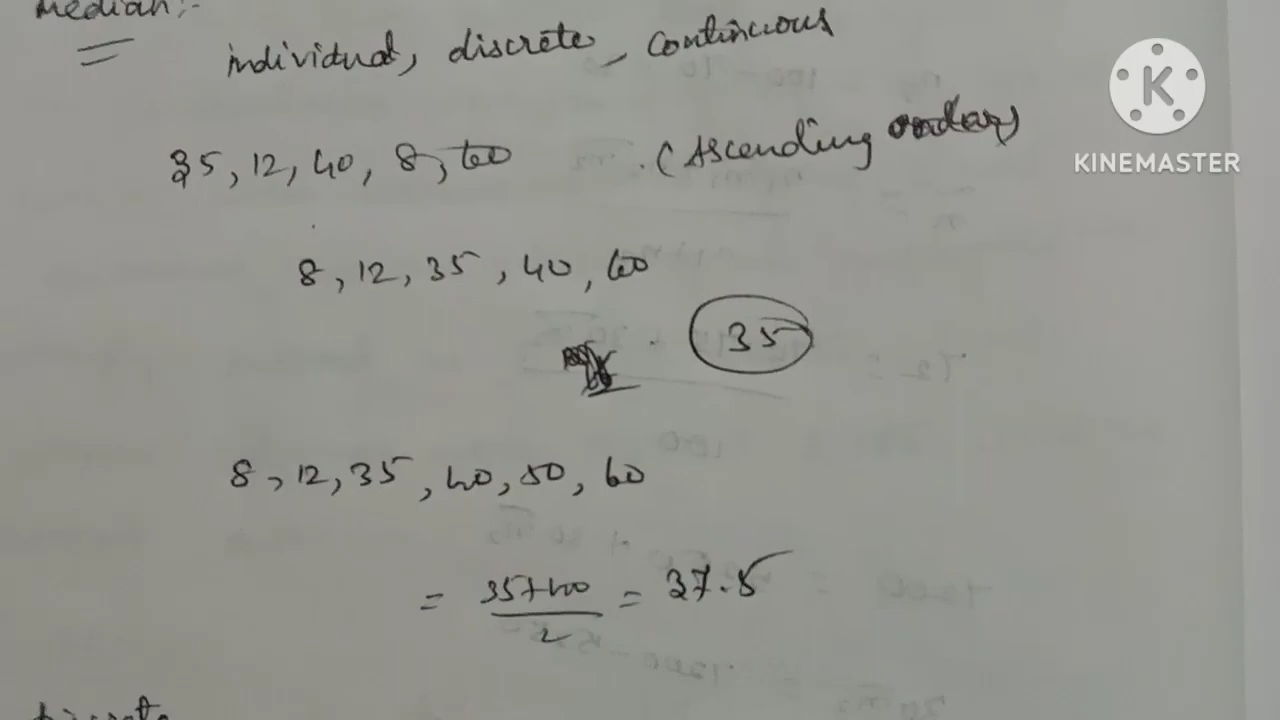 Median:-
individual, discrete, continuous
35, 12, 40, 8, 60 (Ascending order)
KINEMASTER
8, 12, 35, 40, 60
35
8, 12, 35, 40, 50, 60
= 35+40/2 = 37.5
discrete